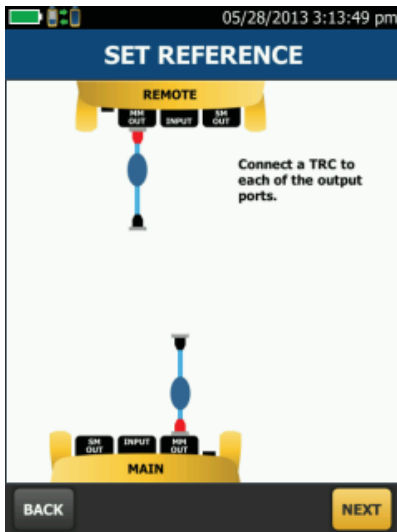 05/28/2013 3:13:49 pm
SET REFERENCE
REMOTE
MM
OUT
INPUT
SM
OUT
Connect a TRC to
each of the output
ports.
SM
OUT
INPUT
MM
OUT
MAIN
BACK
NEXT